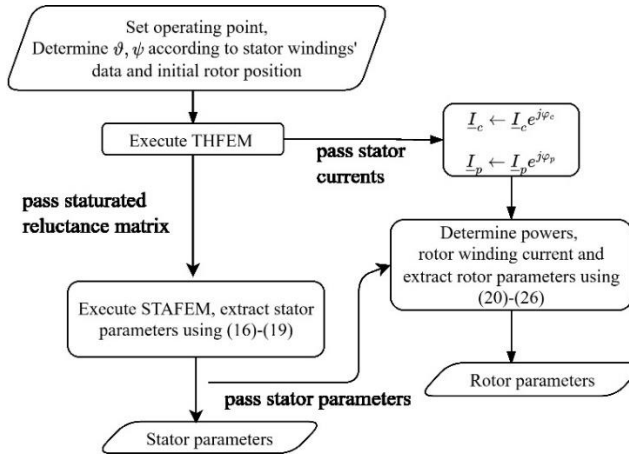 Set operating point,
Determine ϑ, ψ according to stator windings'
data and initial rotor position
Execute THFEM
pass stator
currents
I_c ← I_c e^{jφ_c}
I_p ← I_p e^{jφ_p}
pass staturated
reluctance matrix
Determine powers,
rotor winding current and
extract rotor parameters using
(20)-(26)
Execute STAFEM, extract stator
parameters using (16)-(19)
pass stator parameters
Rotor parameters
Stator parameters